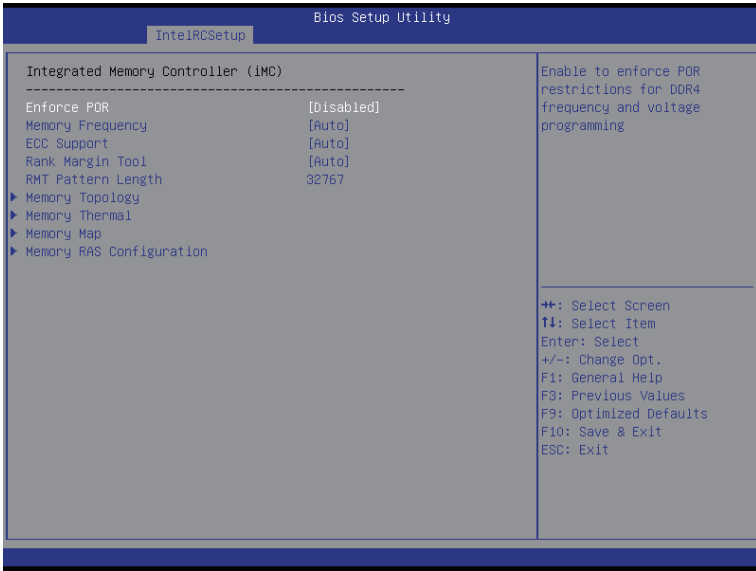 Bios Setup Utility
IntelRCSetup
Integrated Memory Controller (iMC)
--------------------------------------------------
Enforce POR [Disabled]
Memory Frequency [Auto]
ECC Support [Auto]
Rank Margin Tool [Auto]
RMT Pattern Length 32767
Memory Topology
Memory Thermal
Memory Map
Memory RAS Configuration
Enable to enforce POR
restrictions for DDR4
frequency and voltage
programming
→←: Select Screen
↑↓: Select Item
Enter: Select
+/-: Change Opt.
F1: General Help
F3: Previous Values
F9: Optimized Defaults
F10: Save & Exit
ESC: Exit